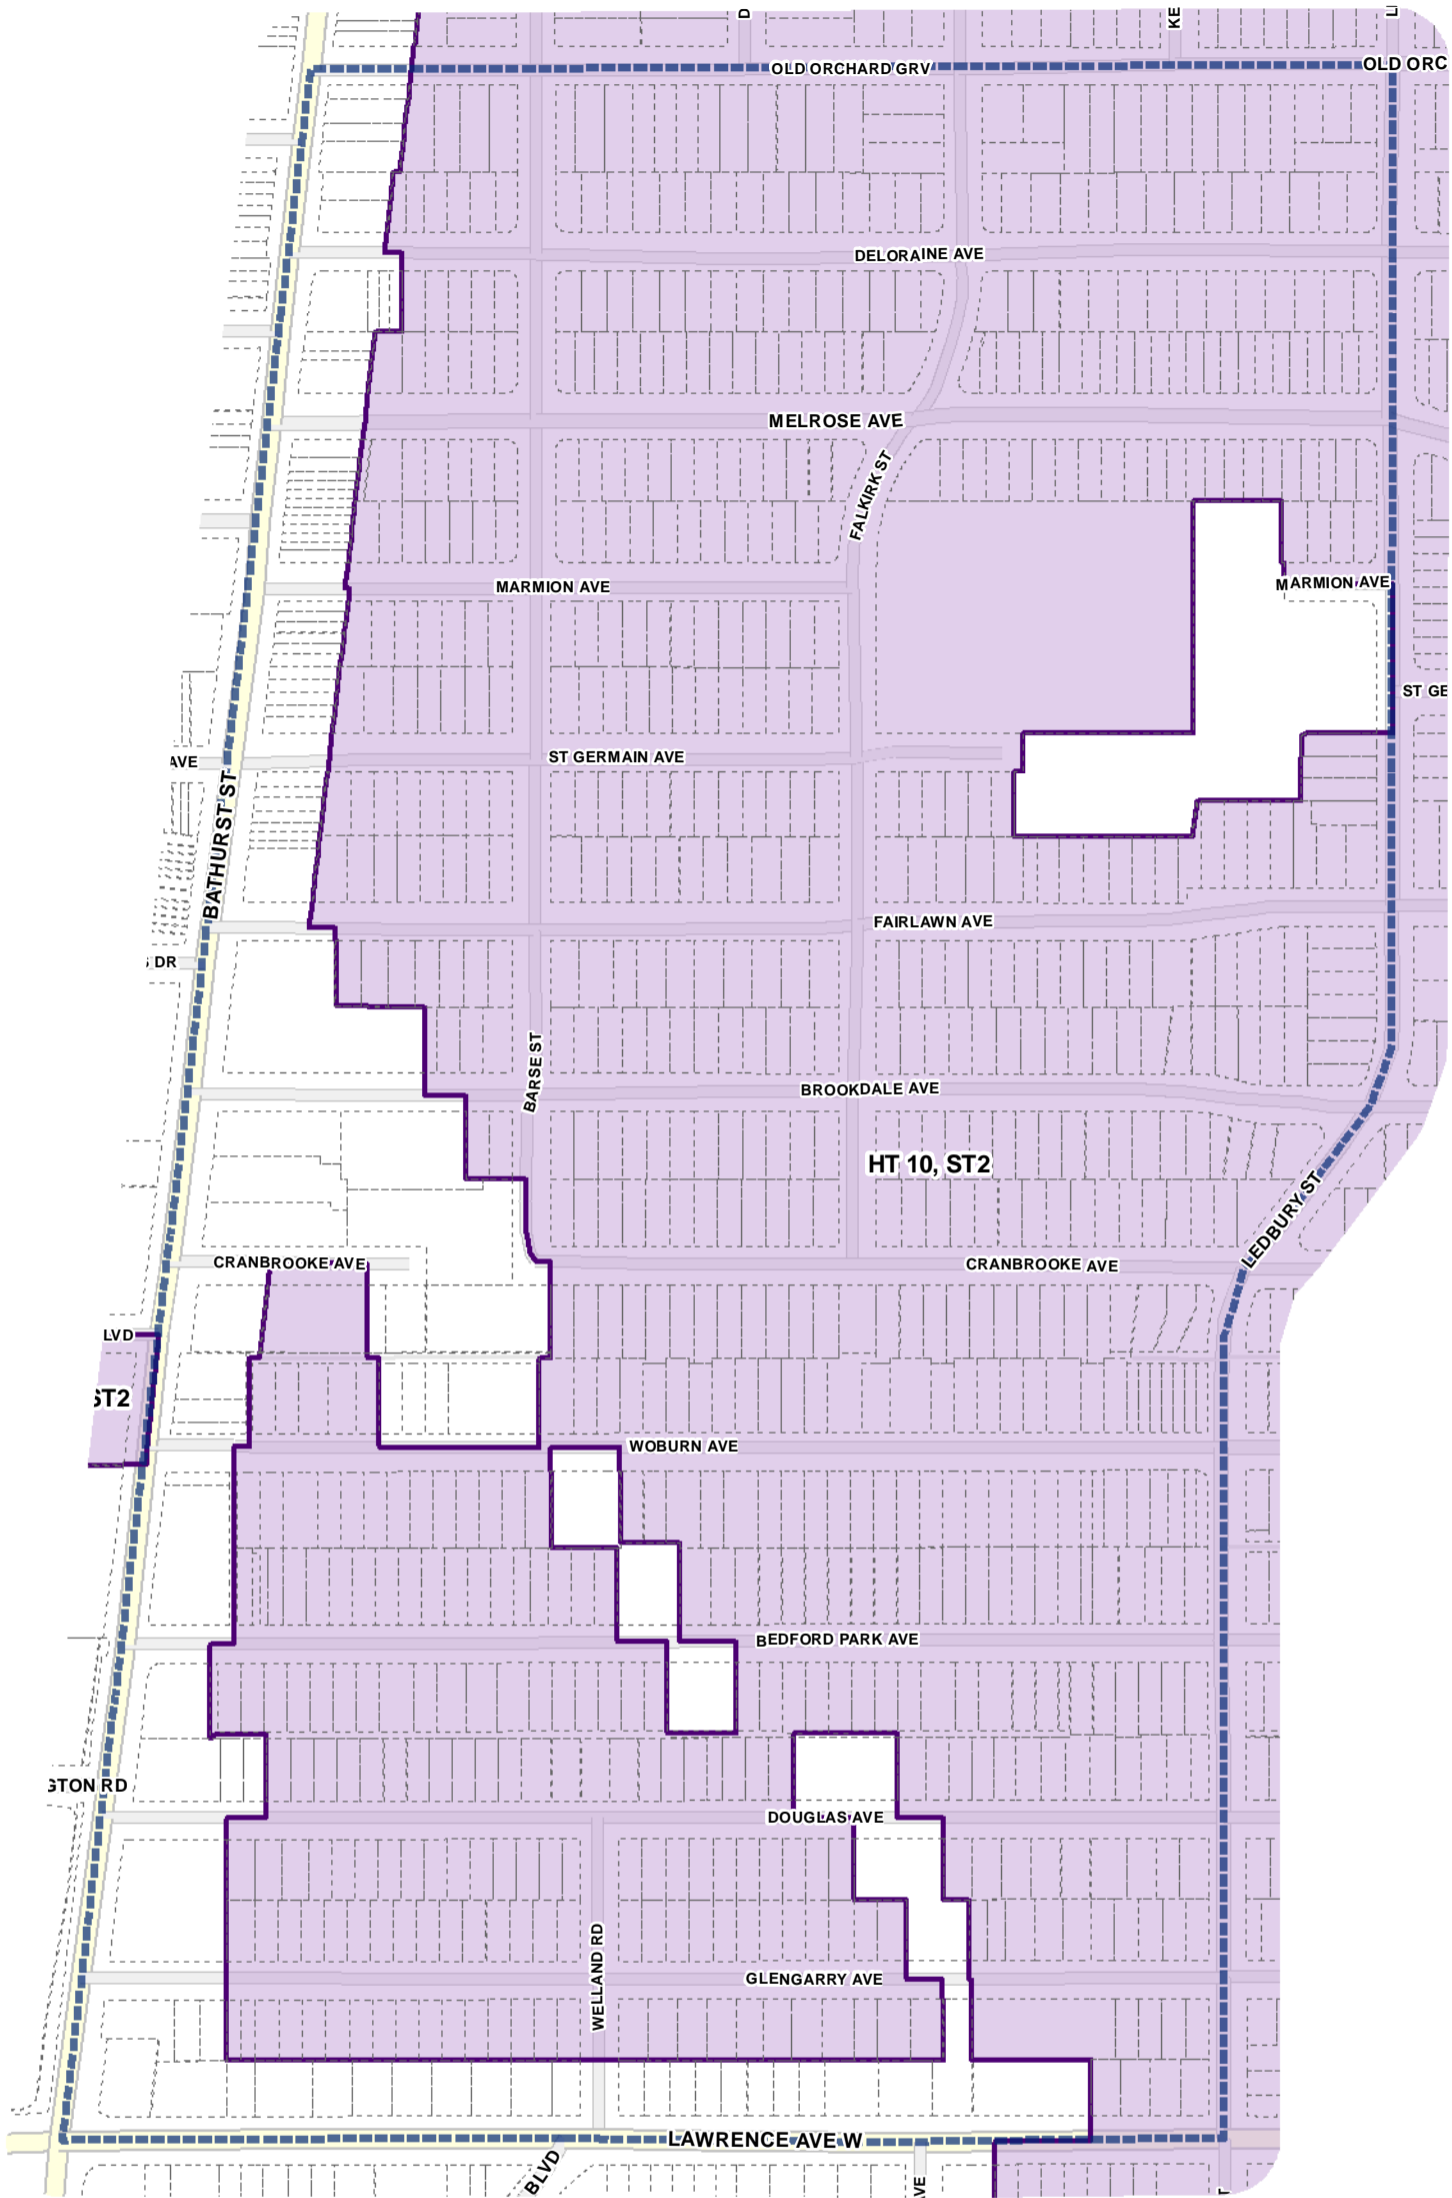 D
KE
L
OLD ORCHARD GRV
OLD ORC
DELORAINE AVE
MELROSE AVE
FALKIRK ST
MARMION AVE
MARMION AVE
ST GE
ST GERMAIN AVE
AVE
BATHURST ST
FAIRLAWN AVE
S DR
BARSE ST
BROOKDALE AVE
HT 10, ST2
LEDBURY ST
CRANBROOKE AVE
CRANBROOKE AVE
LVD
ST2
WOBURN AVE
BEDFORD PARK AVE
GTON RD
DOUGLAS AVE
WELLAND RD
GLENGARRY AVE
LAWRENCE AVE W
BLVD
VE
T